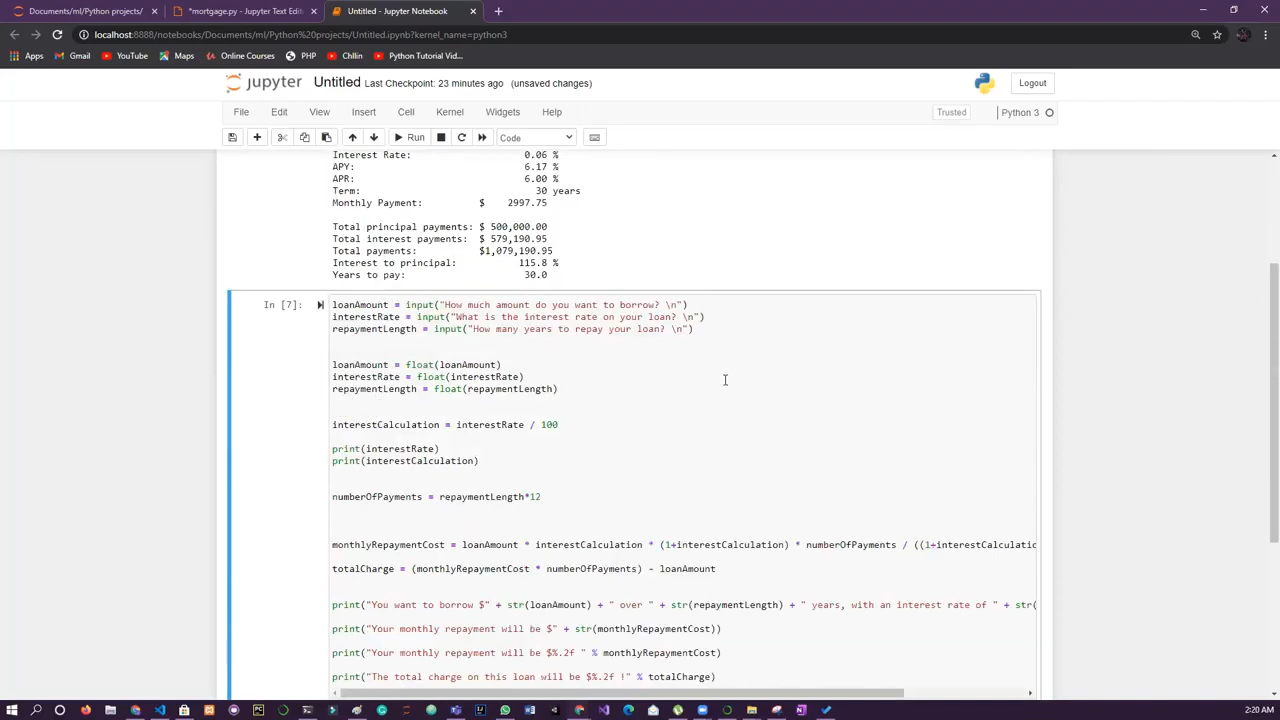 Documents/ml/Python projects/
*mortgage.py - Jupyter Text Edit
Untitled - Jupyter Notebook
localhost:8888/notebooks/Documents/ml/Python%20projects/Untitled.ipynb?kernel_name=python3
Apps Gmail YouTube Maps Online Courses PHP Chllin Python Tutorial Vid...
jupyter Untitled Last Checkpoint: 23 minutes ago (unsaved changes) Logout
File Edit View Insert Cell Kernel Widgets Help Trusted Python 3
Run Code
Interest Rate: 0.06 %
APY: 6.17 %
APR: 6.00 %
Term: 30 years
Monthly Payment: $ 2997.75
Total principal payments: $ 500,000.00
Total interest payments: $ 579,190.95
Total payments: $1,079,190.95
Interest to principal: 115.8 %
Years to pay: 30.0
In [7]: loanAmount = input("How much amount do you want to borrow? \n")
interestRate = input("What is the interest rate on your loan? \n")
repaymentLength = input("How many years to repay your loan? \n")
loanAmount = float(loanAmount)
interestRate = float(interestRate)
repaymentLength = float(repaymentLength)
interestCalculation = interestRate / 100
print(interestRate)
print(interestCalculation)
numberOfPayments = repaymentLength*12
monthlyRepaymentCost = loanAmount * interestCalculation * (1+interestCalculation) * numberOfPayments / ((1+interestCalculatio
totalCharge = (monthlyRepaymentCost * numberOfPayments) - loanAmount
print("You want to borrow $" + str(loanAmount) + " over " + str(repaymentLength) + " years, with an interest rate of " + str(
print("Your monthly repayment will be $" + str(monthlyRepaymentCost))
print("Your monthly repayment will be $%.2f " % monthlyRepaymentCost)
print("The total charge on this loan will be $%.2f !" % totalCharge)
2:20 AM